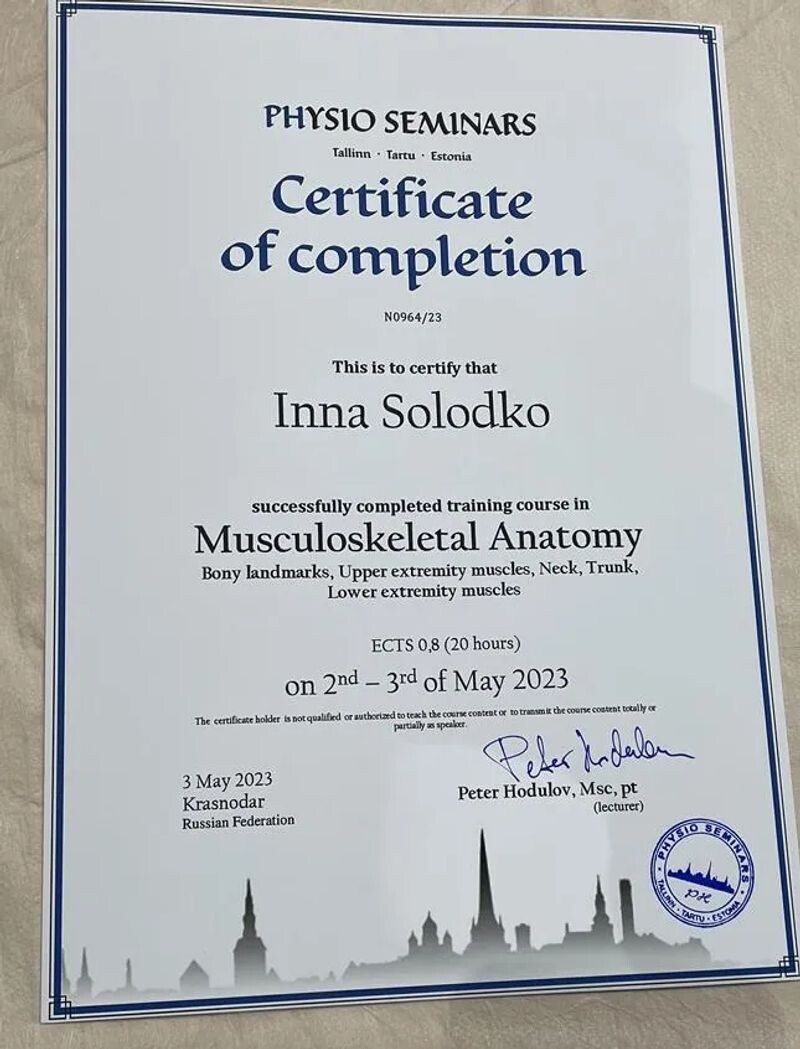 PHYSIO SEMINARS
Tallinn · Tartu · Estonia
Certificate
of completion
N0964/23
This is to certify that
Inna Solodko
successfully completed training course in
Musculoskeletal Anatomy
Bony landmarks, Upper extremity muscles, Neck, Trunk,
Lower extremity muscles
ECTS 0,8 (20 hours)
on 2nd – 3rd of May 2023
The certificate holder is not qualified or authorized to teach the course content or to transmit the course content totally or
partially as speaker.
Peter Hodulov
3 May 2023
Krasnodar
Russian Federation
Peter Hodulov, Msc, pt
(lecturer)
PHYSIO SEMINARS
PH
TALLINN · TARTU · ESTONIA